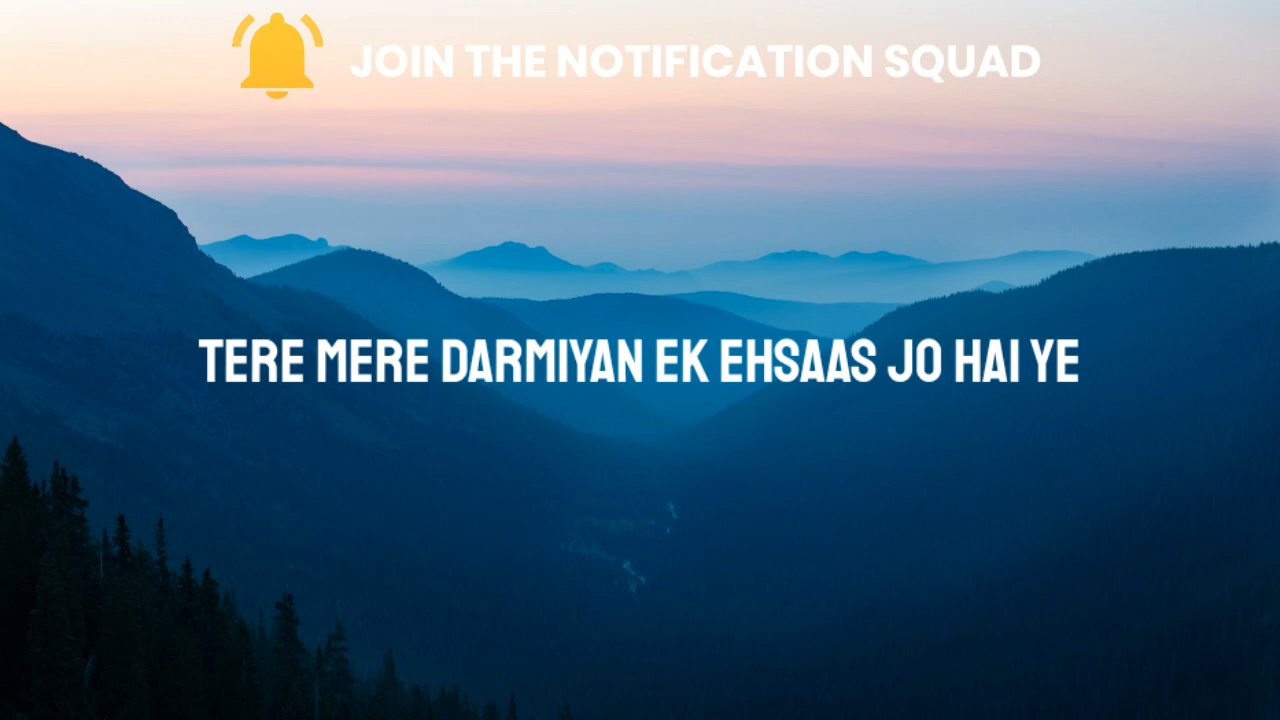 JOIN THE NOTIFICATION SQUAD
TERE MERE DARMIYAN EK EHSAAS JO HAI YE